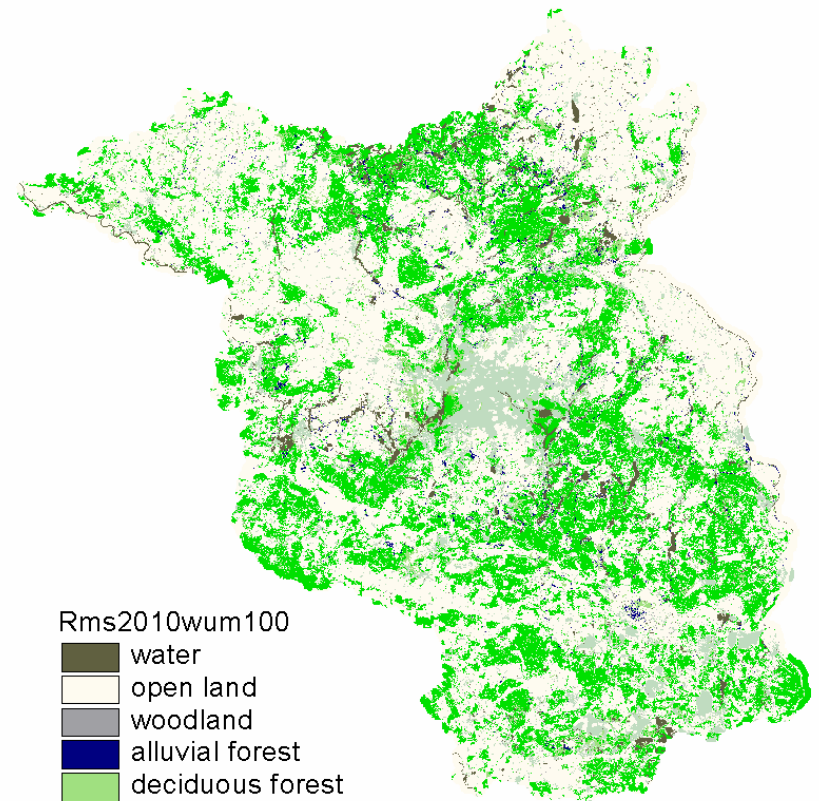 Rms2010wum100
water
open land
woodland
alluvial forest
deciduous forest